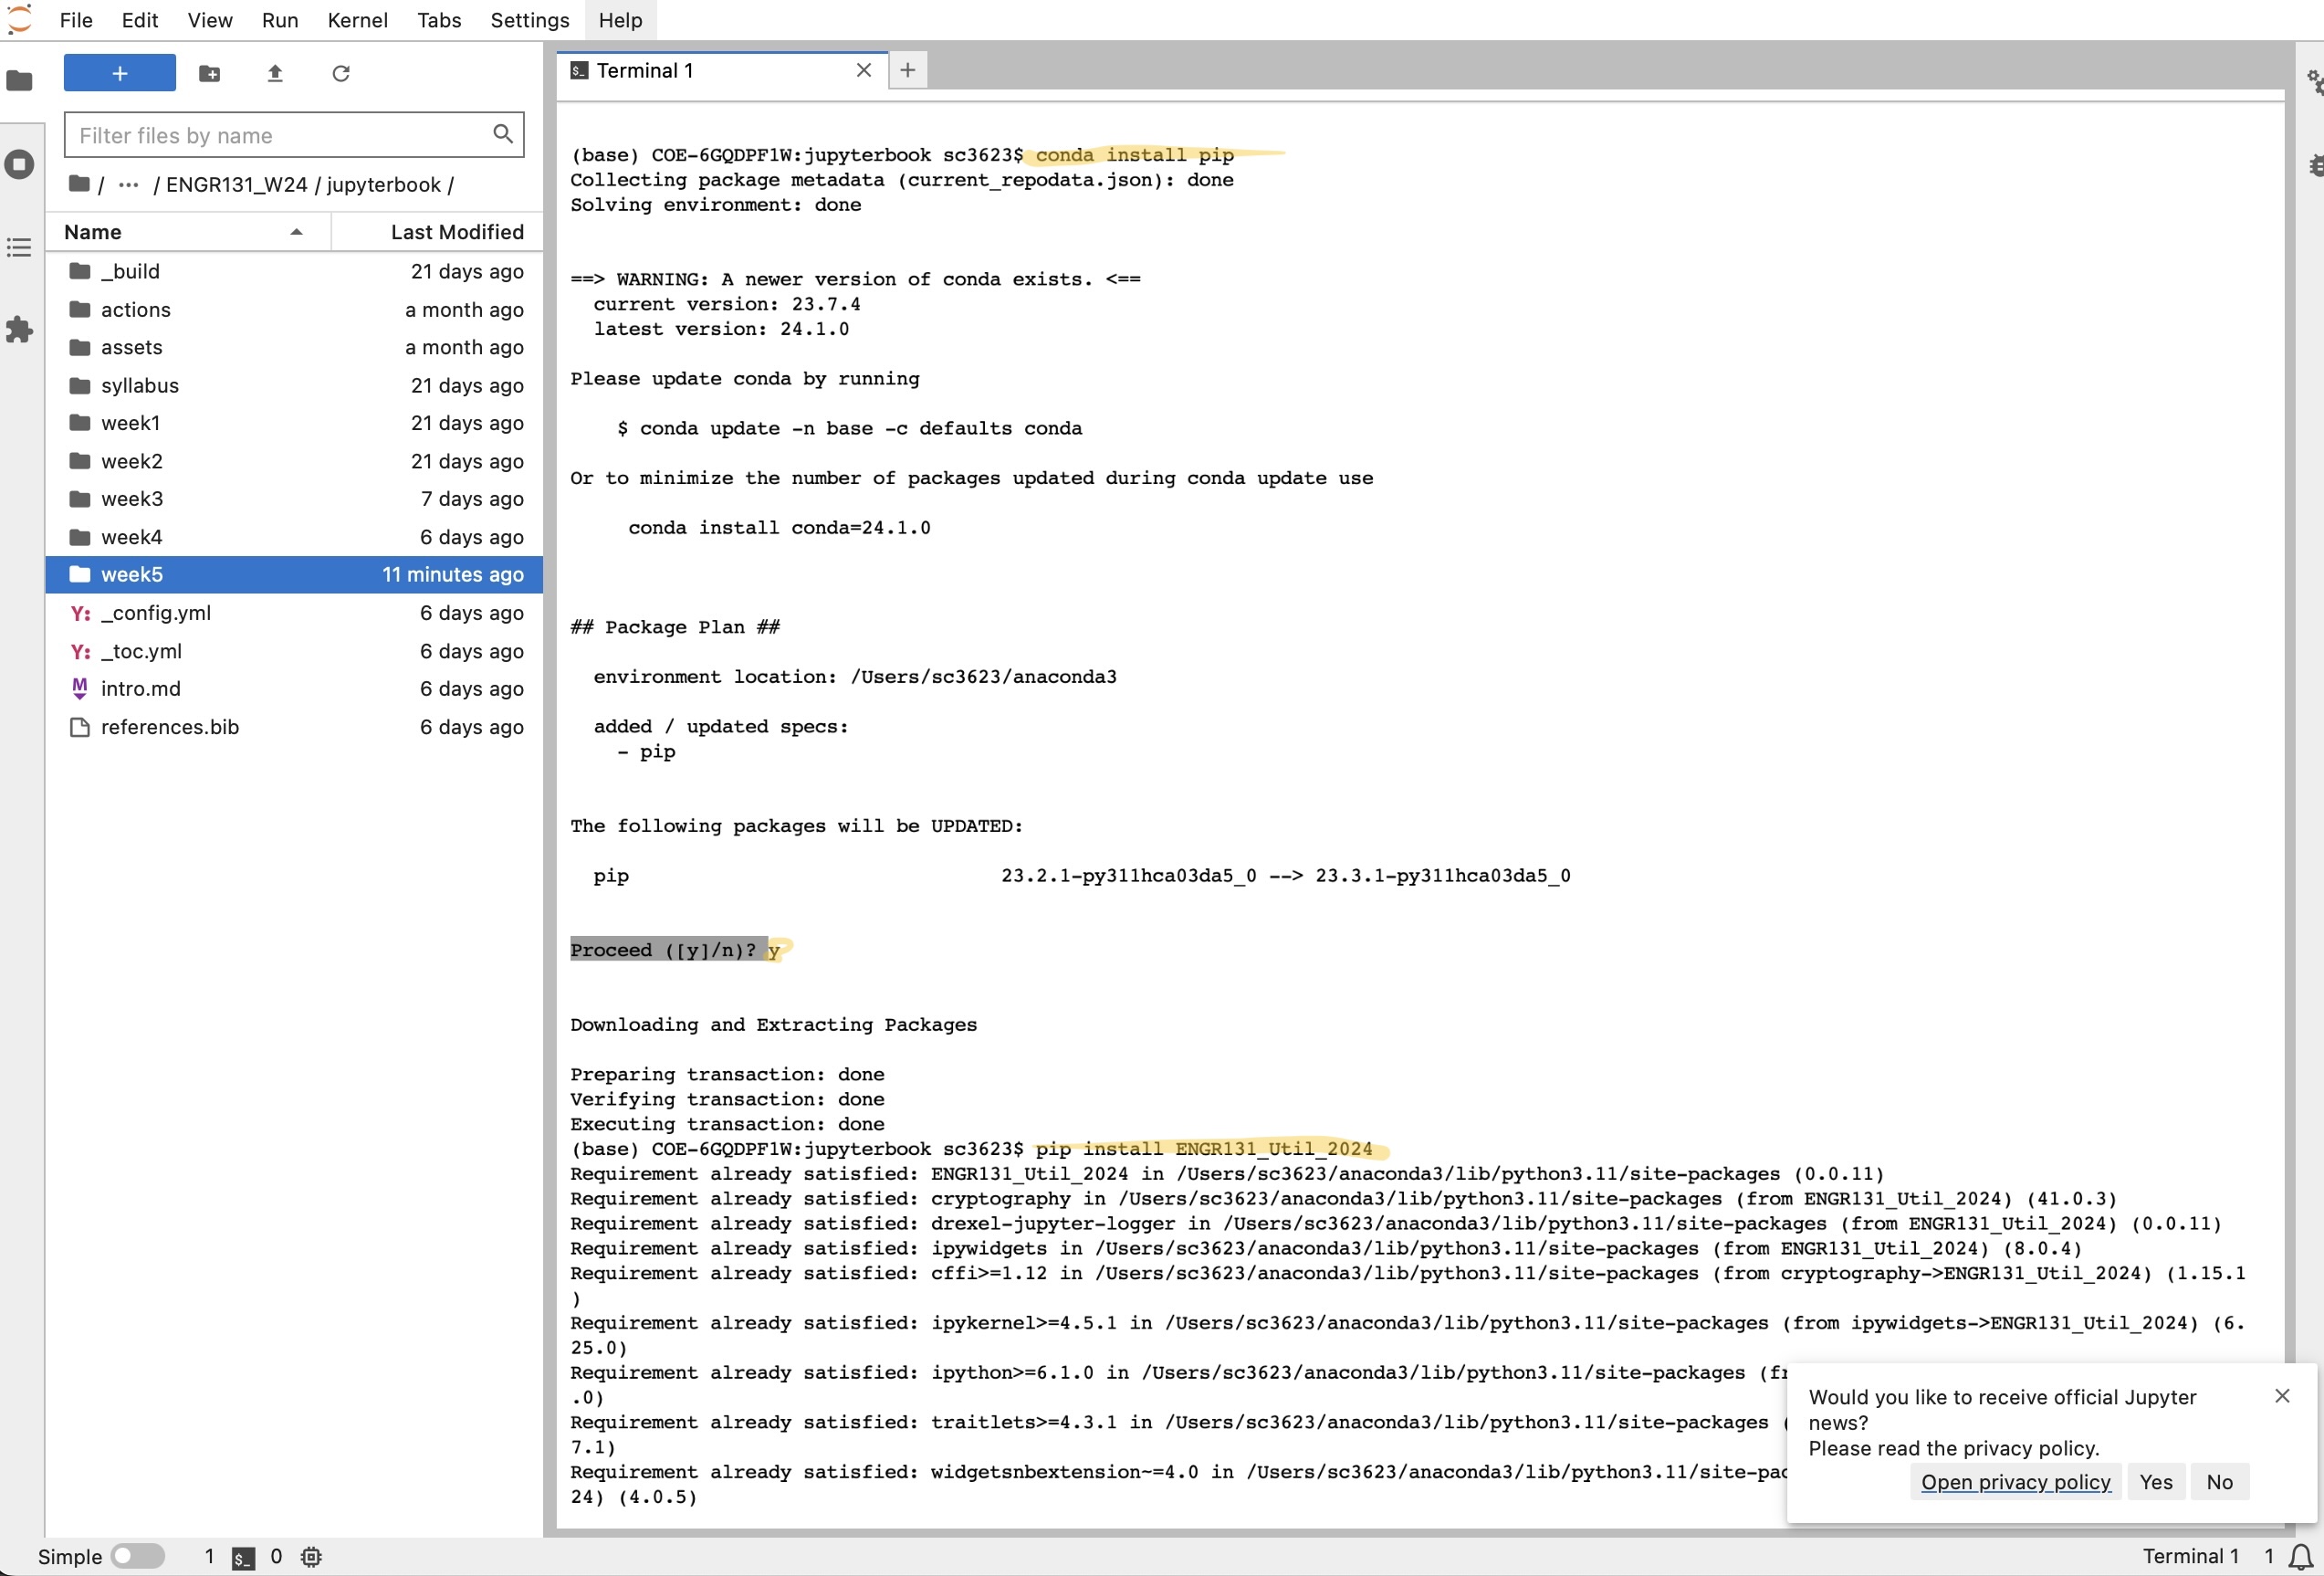 File Edit View Run Kernel Tabs Settings Help
+
Terminal 1
Filter files by name
/ ... / ENGR131_W24 / jupyterbook /
Name Last Modified
_build 21 days ago
actions a month ago
assets a month ago
syllabus 21 days ago
week1 21 days ago
week2 21 days ago
week3 7 days ago
week4 6 days ago
week5 11 minutes ago
Y: _config.yml 6 days ago
Y: _toc.yml 6 days ago
M intro.md 6 days ago
references.bib 6 days ago
(base) COE-6GQDPF1W:jupyterbook sc3623$ conda install pip
Collecting package metadata (current_repodata.json): done
Solving environment: done
==> WARNING: A newer version of conda exists. <==
current version: 23.7.4
latest version: 24.1.0
Please update conda by running
$ conda update -n base -c defaults conda
Or to minimize the number of packages updated during conda update use
conda install conda=24.1.0
## Package Plan ##
environment location: /Users/sc3623/anaconda3
added / updated specs:
- pip
The following packages will be UPDATED:
pip 23.2.1-py311hca03da5_0 --> 23.3.1-py311hca03da5_0
Proceed ([y]/n)? y
Downloading and Extracting Packages
Preparing transaction: done
Verifying transaction: done
Executing transaction: done
(base) COE-6GQDPF1W:jupyterbook sc3623$ pip install ENGR131_Util_2024
Requirement already satisfied: ENGR131_Util_2024 in /Users/sc3623/anaconda3/lib/python3.11/site-packages (0.0.11)
Requirement already satisfied: cryptography in /Users/sc3623/anaconda3/lib/python3.11/site-packages (from ENGR131_Util_2024) (41.0.3)
Requirement already satisfied: drexel-jupyter-logger in /Users/sc3623/anaconda3/lib/python3.11/site-packages (from ENGR131_Util_2024) (0.0.11)
Requirement already satisfied: ipywidgets in /Users/sc3623/anaconda3/lib/python3.11/site-packages (from ENGR131_Util_2024) (8.0.4)
Requirement already satisfied: cffi>=1.12 in /Users/sc3623/anaconda3/lib/python3.11/site-packages (from cryptography->ENGR131_Util_2024) (1.15.1
)
Requirement already satisfied: ipykernel>=4.5.1 in /Users/sc3623/anaconda3/lib/python3.11/site-packages (from ipywidgets->ENGR131_Util_2024) (6.
25.0)
Requirement already satisfied: ipython>=6.1.0 in /Users/sc3623/anaconda3/lib/python3.11/site-packages
.0)
Requirement already satisfied: traitlets>=4.3.1 in /Users/sc3623/anaconda3/lib/python3.11/site-packages
7.1)
Requirement already satisfied: widgetsnbextension~=4.0 in /Users/sc3623/anaconda3/lib/python3.11/site-pac
24) (4.0.5)
Would you like to receive official Jupyter
news?
Please read the privacy policy.
Open privacy policy Yes No
Simple 1 $_ 0 Terminal 1 1